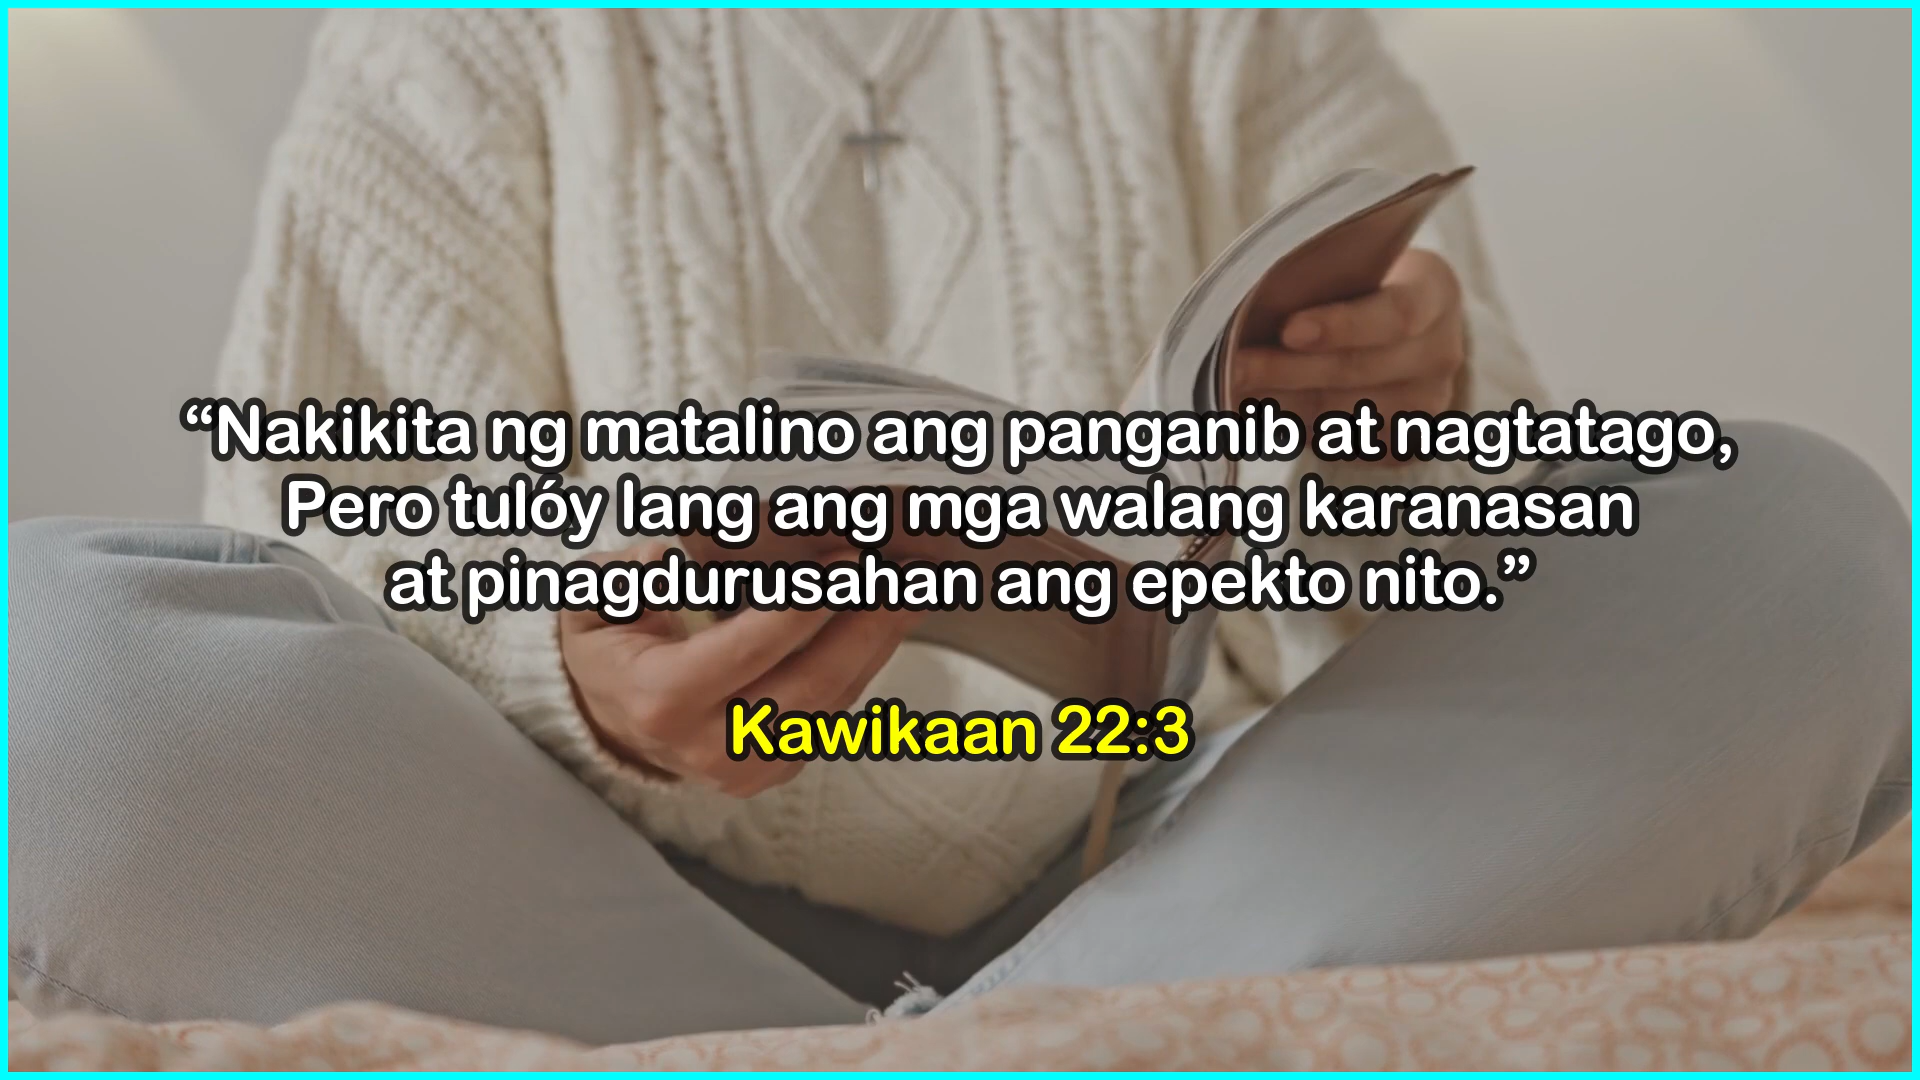 “Nakikita ng matalino ang panganib at nagtatago,
Pero tulóy lang ang mga walang karanasan
at pinagdurusahan ang epekto nito.”
Kawikaan 22:3